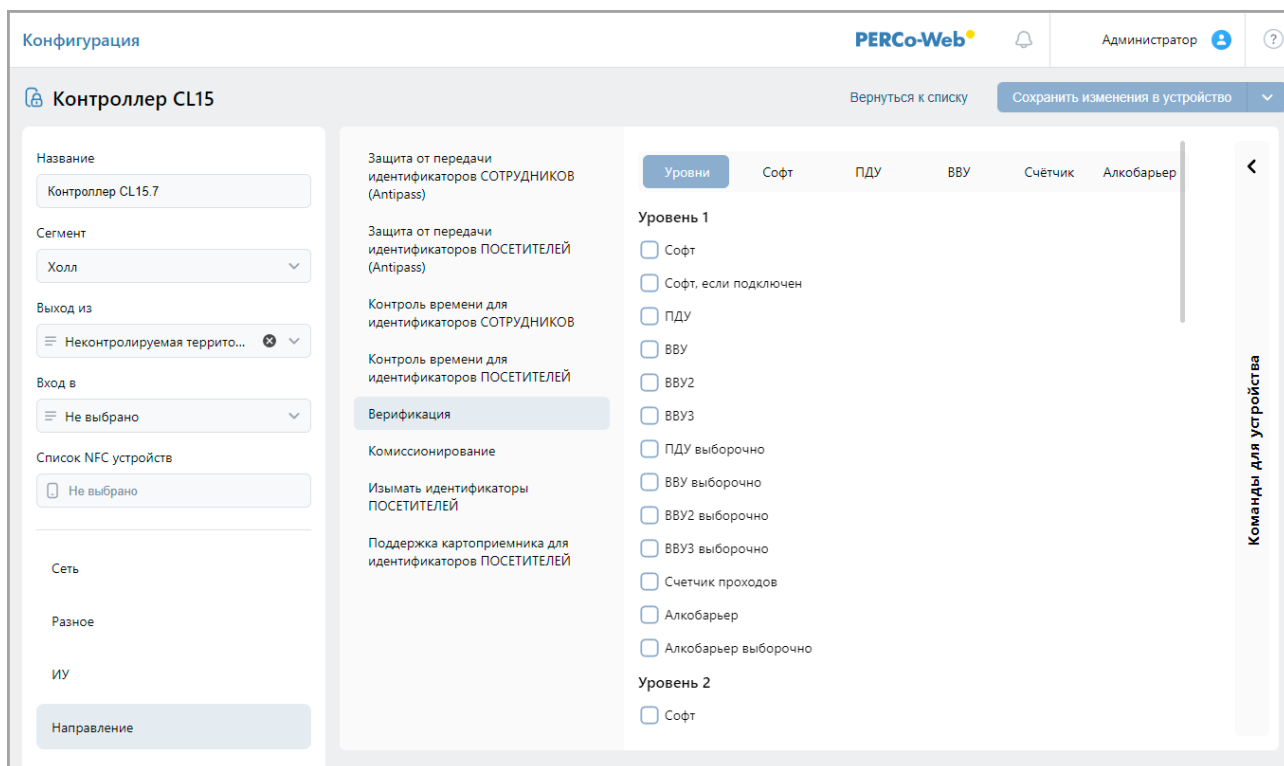 Конфигурация
PERCo-Web
Администратор
?
Контроллер CL15
Вернуться к списку
Сохранить изменения в устройство
Название
Контроллер CL15.7
Сегмент
Холл
Выход из
Неконтролируемая террито...
Вход в
Не выбрано
Список NFC устройств
Не выбрано
Сеть
Разное
ИУ
Направление
Защита от передачи
идентификаторов СОТРУДНИКОВ
(Antipass)
Защита от передачи
идентификаторов ПОСЕТИТЕЛЕЙ
(Antipass)
Контроль времени для
идентификаторов СОТРУДНИКОВ
Контроль времени для
идентификаторов ПОСЕТИТЕЛЕЙ
Верификация
Комиссионирование
Изымать идентификаторы
ПОСЕТИТЕЛЕЙ
Поддержка картоприемника для
идентификаторов ПОСЕТИТЕЛЕЙ
Уровни Софт ПДУ ВВУ Счётчик Алкобарьер
Уровень 1
Софт
Софт, если подключен
ПДУ
ВВУ
ВВУ2
ВВУ3
ПДУ выборочно
ВВУ выборочно
ВВУ2 выборочно
ВВУ3 выборочно
Счетчик проходов
Алкобарьер
Алкобарьер выборочно
Уровень 2
Софт
Команды для устройства